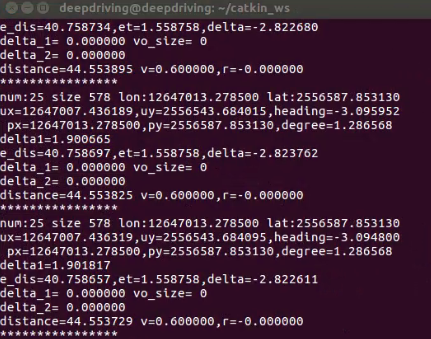 deepdriving@deepdriving: ~/catkin_ws
e_dis=40.758734,et=1.558758,delta=-2.822680
delta_1= 0.000000 vo_size= 0
delta_2= 0.000000
distance=44.553895 v=0.600000,r=-0.000000
****************
num:25 size 578 lon:12647013.278500 lat:2556587.853130
ux=12647007.436189,uy=2556543.684015,heading=-3.095952
 px=12647013.278500,py=2556587.853130,degree=1.286568
delta1=1.900665
e_dis=40.758697,et=1.558758,delta=-2.823762
delta_1= 0.000000 vo_size= 0
delta_2= 0.000000
distance=44.553825 v=0.600000,r=-0.000000
****************
num:25 size 578 lon:12647013.278500 lat:2556587.853130
ux=12647007.436319,uy=2556543.684095,heading=-3.094800
 px=12647013.278500,py=2556587.853130,degree=1.286568
delta1=1.901817
e_dis=40.758657,et=1.558758,delta=-2.822611
delta_1= 0.000000 vo_size= 0
delta_2= 0.000000
distance=44.553729 v=0.600000,r=-0.000000
****************